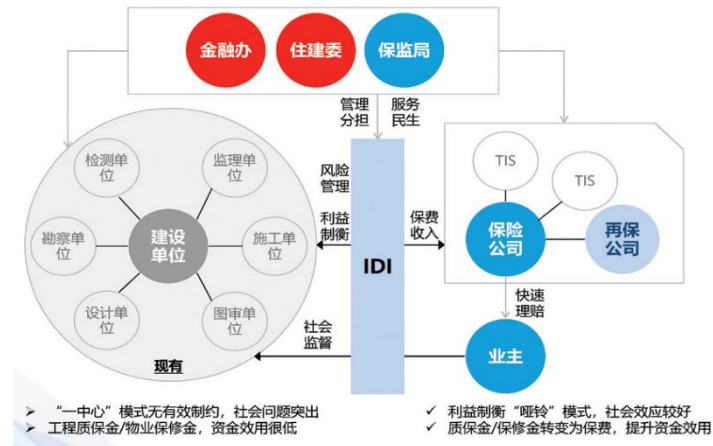 金融办
住建委
保监局
管理
分担
服务
民生
检测单
位
监理单
位
勘察单
位
建设
单位
施工单
位
设计单
位
图审单
位
现有
风险
管理
利益
制衡
社会
监督
IDI
保费
收入
TIS
TIS
保险
公司
再保
公司
快速
理赔
业主
➢ “一中心”模式无有效制约，社会问题突出
➢ 工程质保金/物业保修金，资金效用很低
✓ 利益制衡“哑铃”模式，社会效应较好
✓ 质保金/保修金转变为保费，提升资金效用